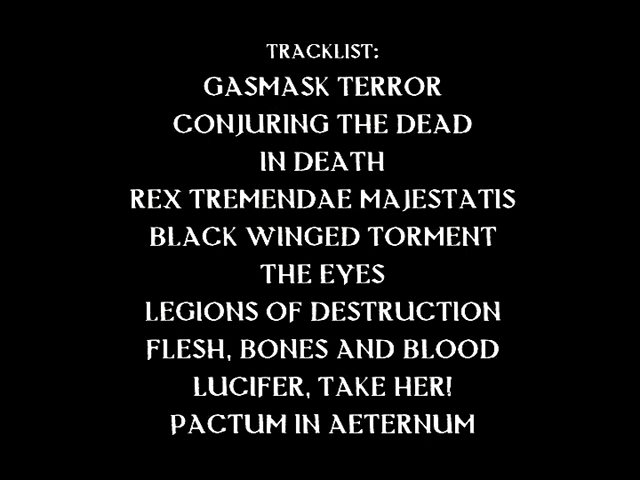 TRACKLIST:
GASMASK TERROR
CONJURING THE DEAD
IN DEATH
REX TREMENDAE MAJESTATIS
BLACK WINGED TORMENT
THE EYES
LEGIONS OF DESTRUCTION
FLESH, BONES AND BLOOD
LUCIFER, TAKE HER!
PACTUM IN AETERNUM